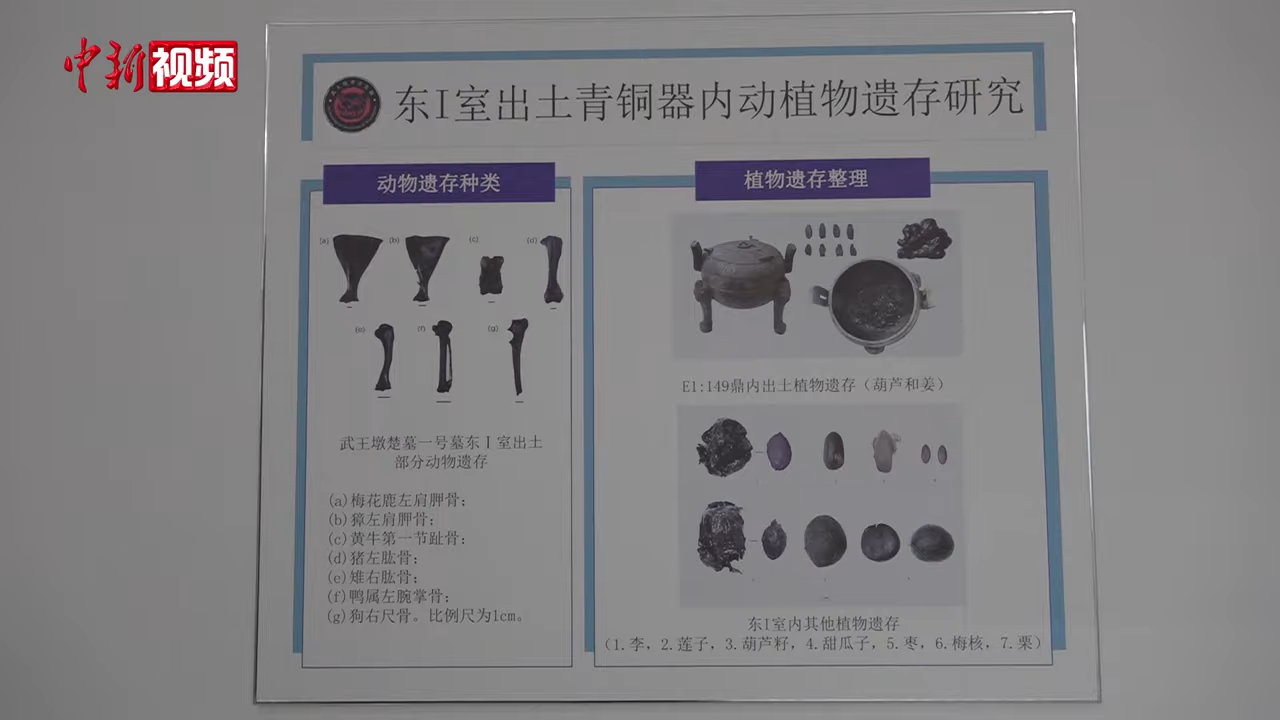 中新视频
东I室出土青铜器内动植物遗存研究
动物遗存种类
(a)
(b)
(c)
(d)
(e)
(f)
(g)
武王墩楚墓一号墓东Ⅰ室出土
部分动物遗存
(a)梅花鹿左肩胛骨；
(b)獐左肩胛骨；
(c)黄牛第一节趾骨；
(d)猪左肱骨；
(e)雉右肱骨；
(f)鸭属左腕掌骨；
(g)狗右尺骨。比例尺为1cm。
植物遗存整理
E1:149鼎内出土植物遗存（葫芦和姜）
东I室内其他植物遗存
（1.李，2.莲子，3.葫芦籽，4.甜瓜子，5.枣，6.梅核，7.栗）